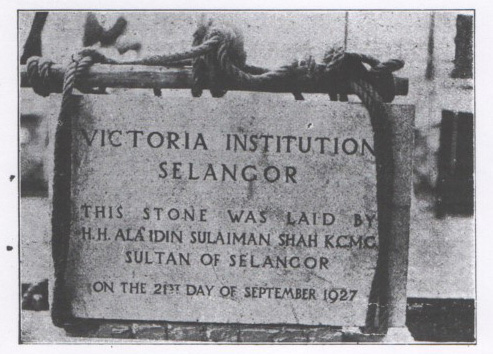 VICTORIA INSTITUTION
SELANGOR
THIS STONE WAS LAID BY
H.H. ALA'IDIN SULAIMAN SHAH K.C.M.G.
SULTAN OF SELANGOR
ON THE 21ST DAY OF SEPTEMBER 1927